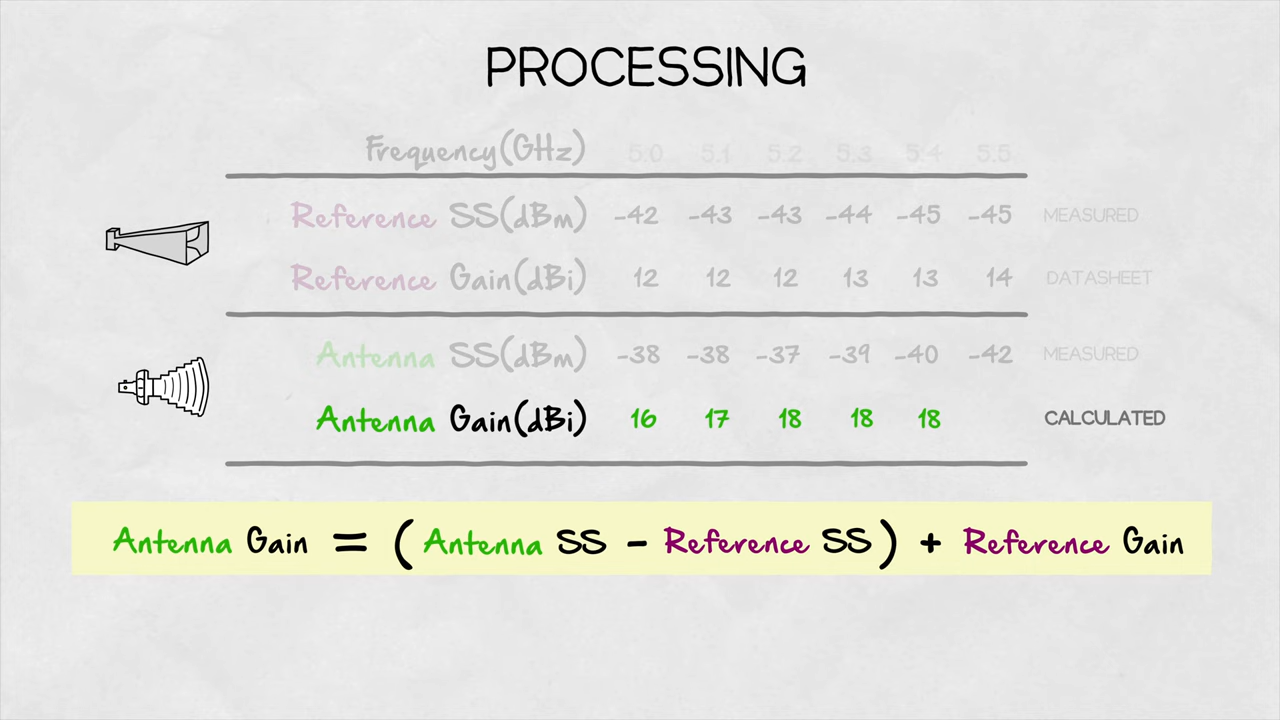 PROCESSING
Frequency(GHz) 5.0 5.1 5.2 5.3 5.4 5.5
Reference SS(dBm) -42 -43 -43 -44 -45 -45 MEASURED
Reference Gain(dBi) 12 12 12 13 13 14 DATASHEET
Antenna SS(dBm) -38 -38 -37 -39 -40 -42 MEASURED
Antenna Gain(dBi) 16 17 18 18 18 CALCULATED
Antenna Gain = (Antenna SS - Reference SS) + Reference Gain